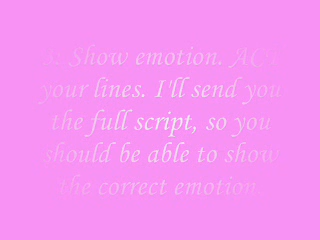 3. Show emotion. ACT
your lines. I'll send you
the full script, so you
should be able to show
the correct emotion.